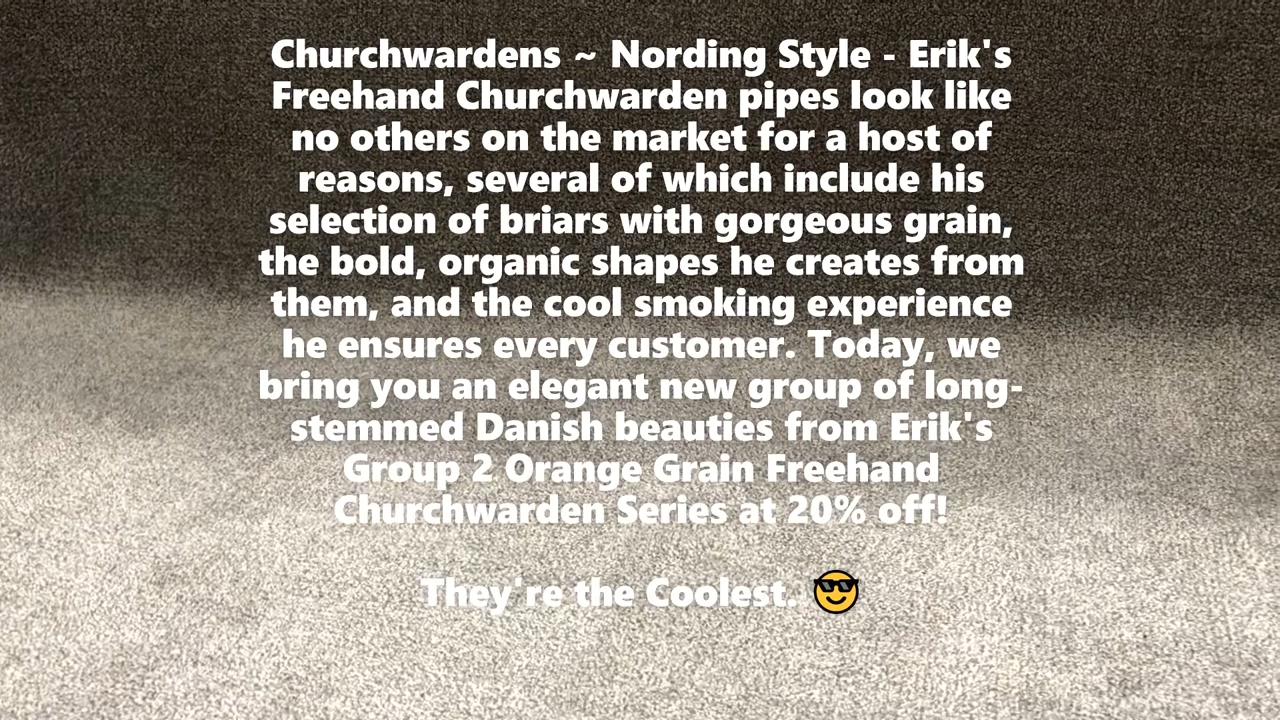 Churchwardens ~ Nording Style - Erik's
Freehand Churchwarden pipes look like
no others on the market for a host of
reasons, several of which include his
selection of briars with gorgeous grain,
the bold, organic shapes he creates from
them, and the cool smoking experience
he ensures every customer. Today, we
bring you an elegant new group of long-
stemmed Danish beauties from Erik's
Group 2 Orange Grain Freehand
Churchwarden Series at 20% off!
They're the Coolest. 😎